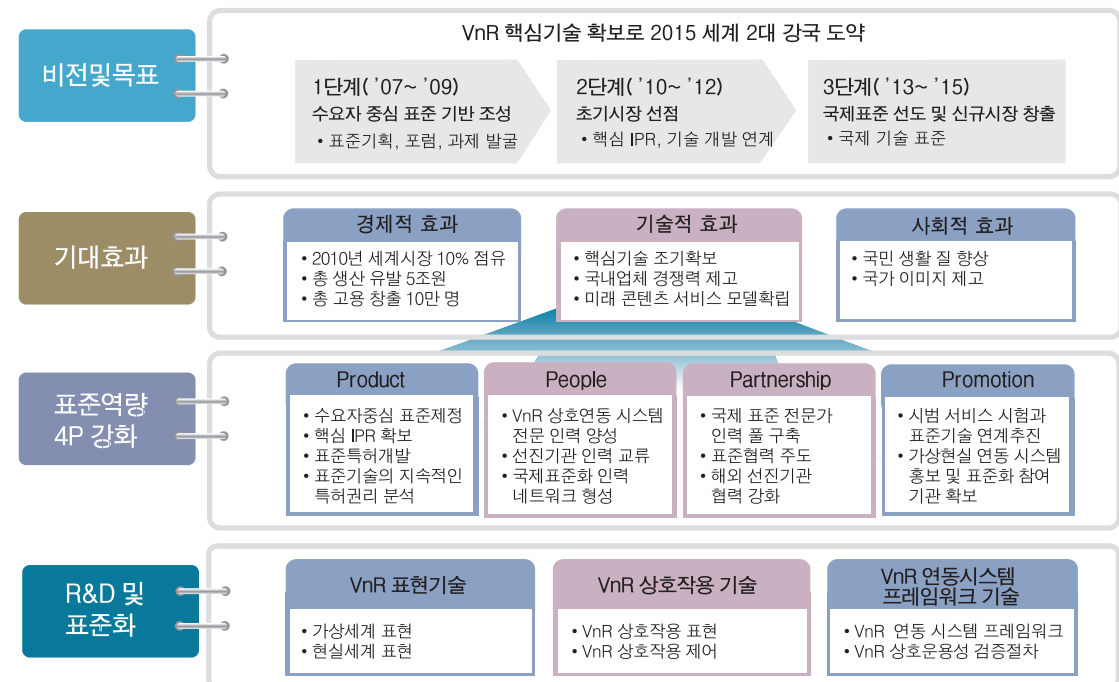 비전및목표
VnR 핵심기술 확보로 2015 세계 2대 강국 도약
1단계( ’07~ ’09)
수요자 중심 표준 기반 조성
• 표준기획, 포럼, 과제 발굴
2단계( ’10~ ’12)
초기시장 선점
• 핵심 IPR, 기술 개발 연계
3단계( ’13~ ’15)
국제표준 선도 및 신규시장 창출
• 국제 기술 표준
기대효과
경제적 효과
• 2010년 세계시장 10% 점유
• 총 생산 유발 5조원
• 총 고용 창출 10만 명
기술적 효과
• 핵심기술 조기확보
• 국내업체 경쟁력 제고
• 미래 콘텐츠 서비스 모델확립
사회적 효과
• 국민 생활 질 향상
• 국가 이미지 제고
표준역량
4P 강화
Product
• 수요자중심 표준제정
• 핵심 IPR 확보
• 표준특허개발
• 표준기술의 지속적인
특허권리 분석
People
• VnR 상호연동 시스템
전문 인력 양성
• 선진기관 인력 교류
• 국제표준화 인력
네트워크 형성
Partnership
• 국제 표준 전문가
인력 풀 구축
• 표준협력 주도
• 해외 선진기관
협력 강화
Promotion
• 시범 서비스 시험과
표준기술 연계추진
• 가상현실 연동 시스템
홍보 및 표준화 참여
기관 확보
R&D 및
표준화
VnR 표현기술
• 가상세계 표현
• 현실세계 표현
VnR 상호작용 기술
• VnR 상호작용 표현
• VnR 상호작용 제어
VnR 연동시스템
프레임워크 기술
• VnR 연동 시스템 프레임워크
• VnR 상호운용성 검증절차